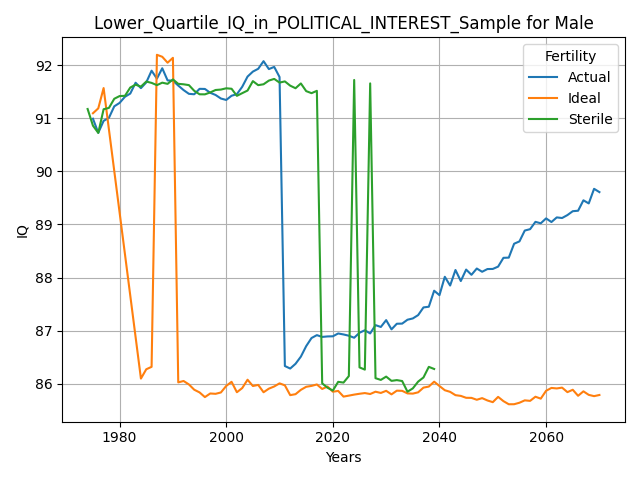 Lower_Quartile_IQ_in_POLITICAL_INTEREST_Sample for Male
Fertility
Actual
Ideal
Sterile
92
91
90
89
88
87
86
IQ
1980
2000
2020
2040
2060
Years